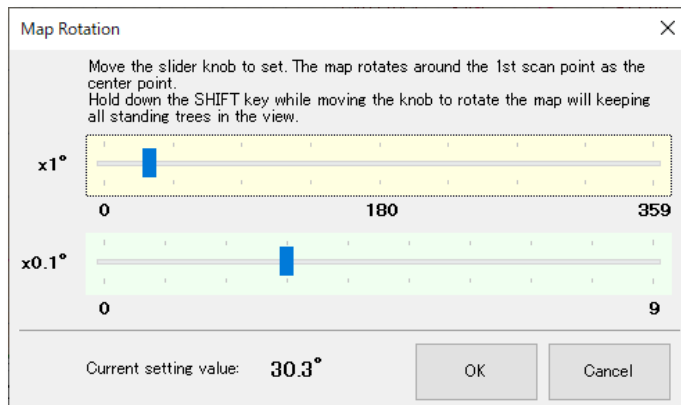 Map Rotation
Move the slider knob to set. The map rotates around the 1st scan point as the
center point.
Hold down the SHIFT key while moving the knob to rotate the map will keeping
all standing trees in the view.
x1°
0 180 359
x0.1°
0 9
Current setting value: 30.3° OK Cancel